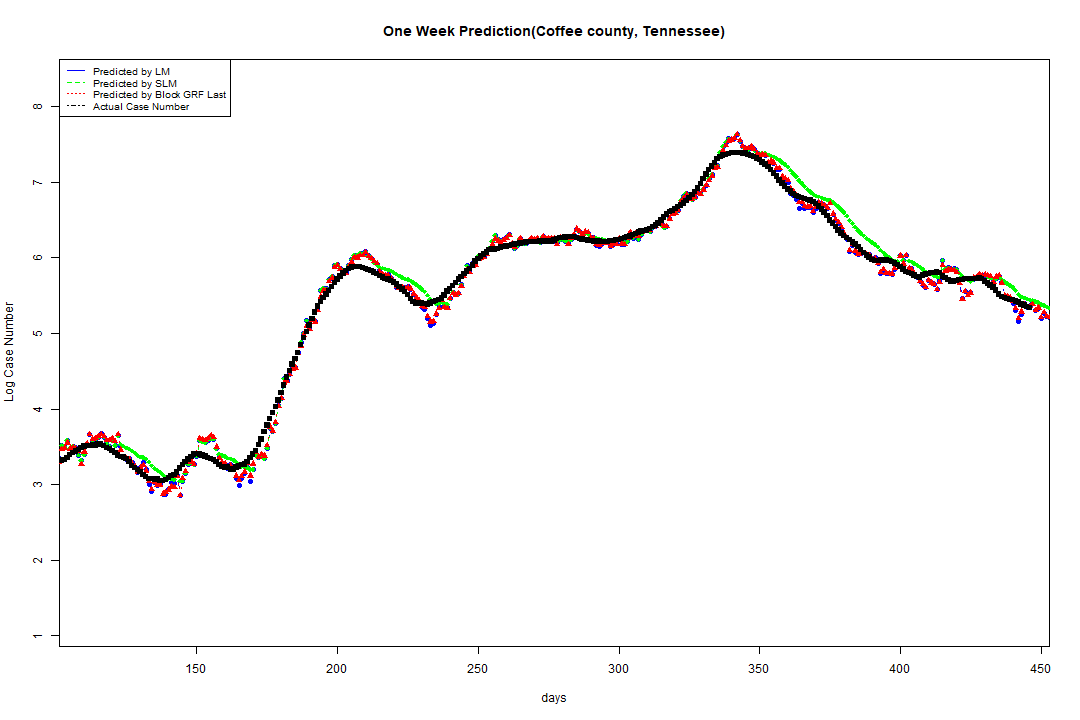 One Week Prediction(Coffee county, Tennessee)
Predicted by LM
Predicted by SLM
Predicted by Block GRF Last
Actual Case Number
8
7
6
5
4
3
2
1
Log Case Number
150 200 250 300 350 400 450
days